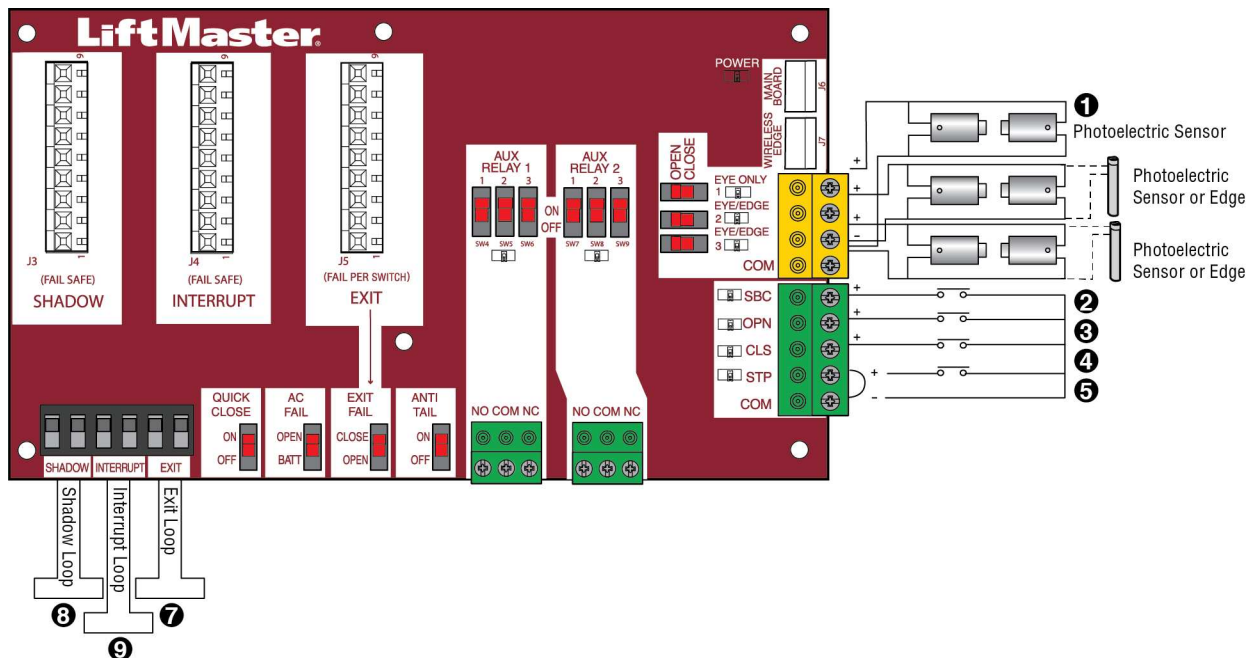 LiftMaster®
9
9
9
1
1
1
J3
J4
J5
(FAIL SAFE)
SHADOW
(FAIL SAFE)
INTERRUPT
(FAIL PER SWITCH)
EXIT
POWER
MAIN BOARD
J6
WIRELESS EDGE
J7
AUX
RELAY 1
1 2 3
SW4 SW5 SW6
ON
OFF
AUX
RELAY 2
1 2 3
SW7 SW8 SW9
OPEN
CLOSE
EYE ONLY
1
EYE/EDGE
2
EYE/EDGE
3
COM
+
+
+
–
1
Photoelectric Sensor
Photoelectric
Sensor or Edge
Photoelectric
Sensor or Edge
SBC
OPN
CLS
STP
COM
+
+
+
+
-
2
3
4
5
QUICK
CLOSE
ON
OFF
AC
FAIL
OPEN
BATT
EXIT
FAIL
CLOSE
OPEN
ANTI
TAIL
ON
OFF
NO COM NC
NO COM NC
SHADOW INTERRUPT EXIT
Shadow Loop
Interrupt Loop
Exit Loop
8
9
7